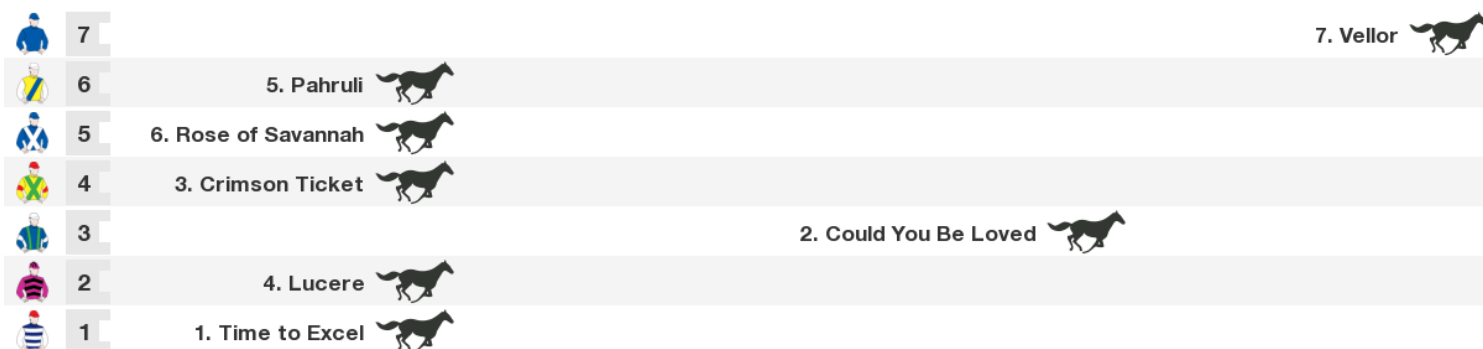 7 7. Vellor
6 5. Pahruli
5 6. Rose of Savannah
4 3. Crimson Ticket
3 2. Could You Be Loved
2 4. Lucere
1 1. Time to Excel